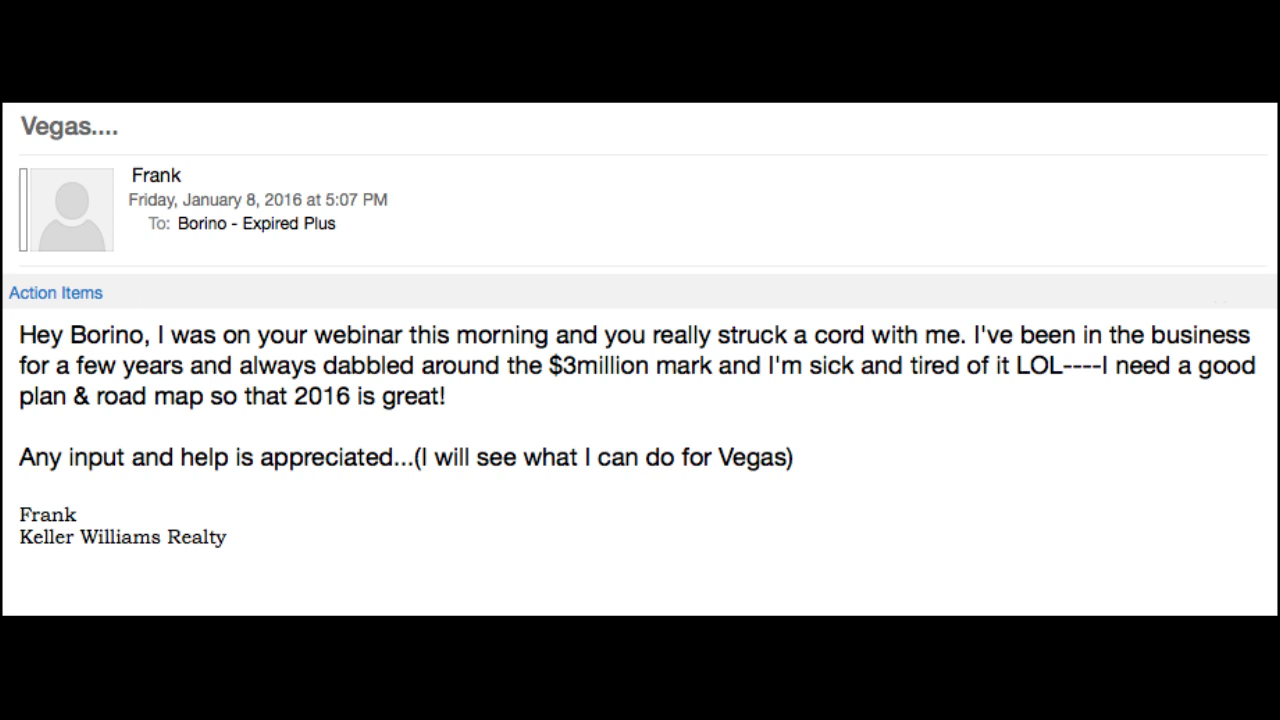 Vegas....
Frank
Friday, January 8, 2016 at 5:07 PM
To: Borino - Expired Plus
Action Items
Hey Borino, I was on your webinar this morning and you really struck a cord with me. I've been in the business
for a few years and always dabbled around the $3million mark and I'm sick and tired of it LOL----I need a good
plan & road map so that 2016 is great!
Any input and help is appreciated...(I will see what I can do for Vegas)
Frank
Keller Williams Realty